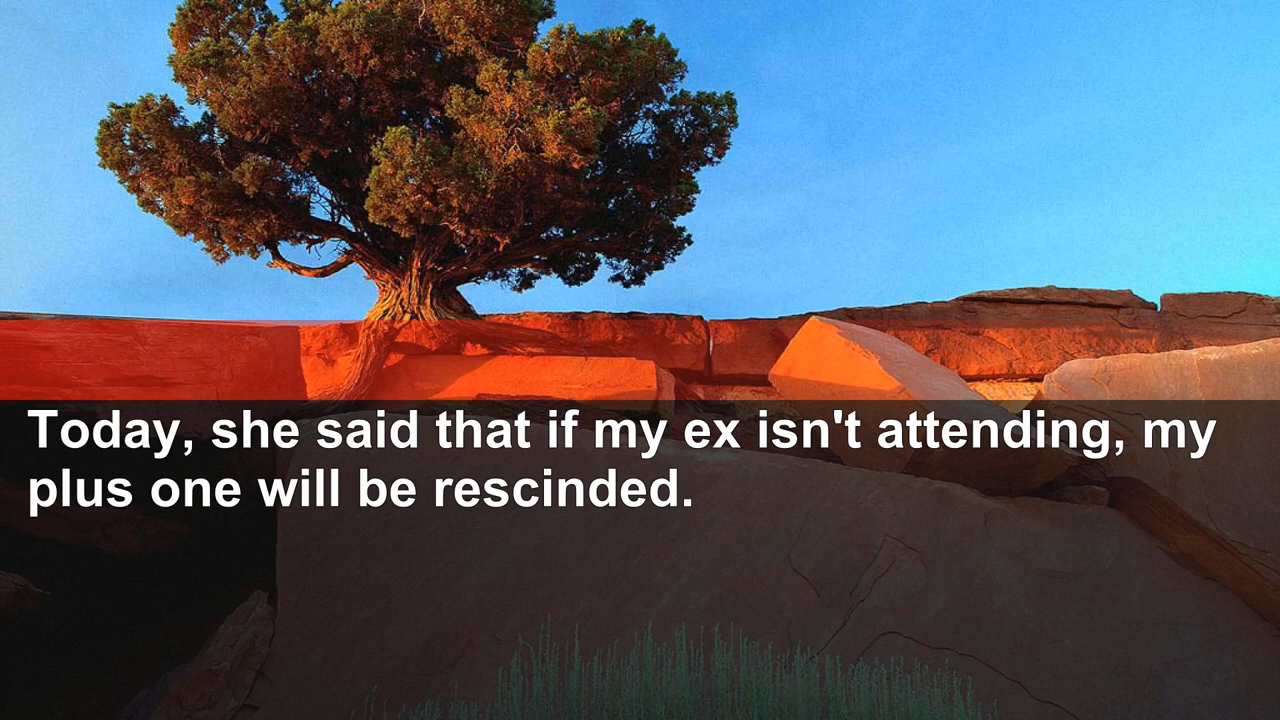 Today, she said that if my ex isn't attending, my
plus one will be rescinded.